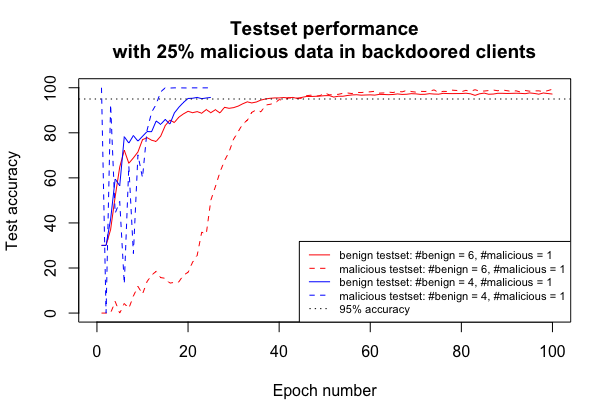 Testset performance
with 25% malicious data in backdoored clients
Test accuracy
100
80
60
40
20
0
benign testset: #benign = 6, #malicious = 1
malicious testset: #benign = 6, #malicious = 1
benign testset: #benign = 4, #malicious = 1
malicious testset: #benign = 4, #malicious = 1
95% accuracy
0 20 40 60 80 100
Epoch number